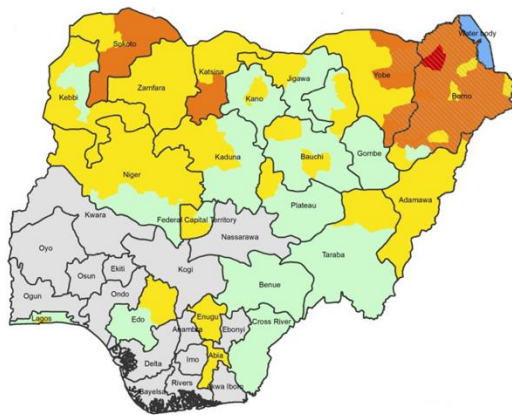 Water body
Sokoto
Katsina
Jigawa
Yobe
Borno
Kebbi
Zamfara
Kano
Kaduna
Bauchi
Gombe
Niger
Adamawa
Plateau
Federal Capital Territory
Kwara
Nassarawa
Taraba
Oyo
Osun
Ekiti
Kogi
Benue
Ogun
Ondo
Lagos
Edo
Enugu
Anambra
Ebonyi
Cross River
Delta
Imo
Abia
Bayelsa
Rivers
Akwa Ibom